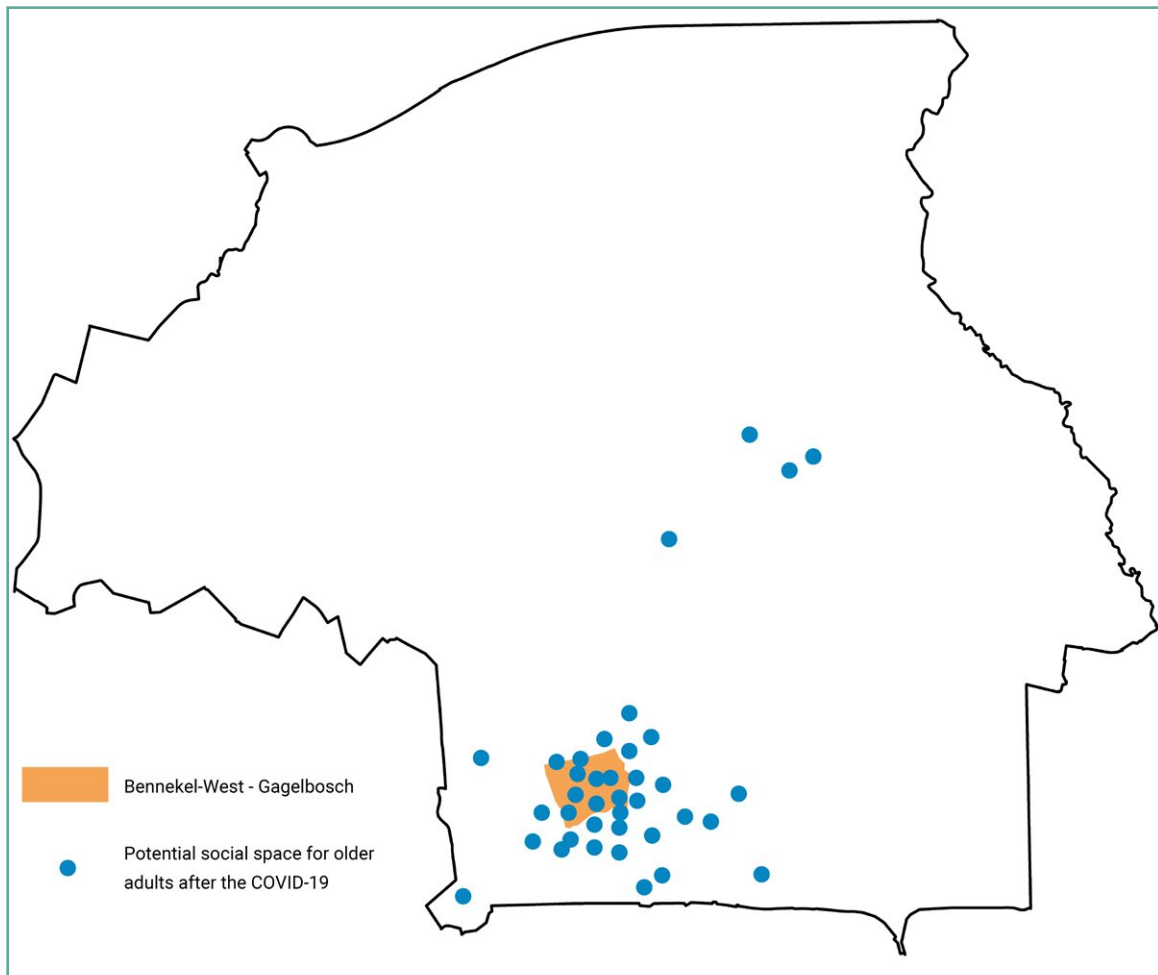 Bennekel-West - Gagelbosch
Potential social space for older
adults after the COVID-19